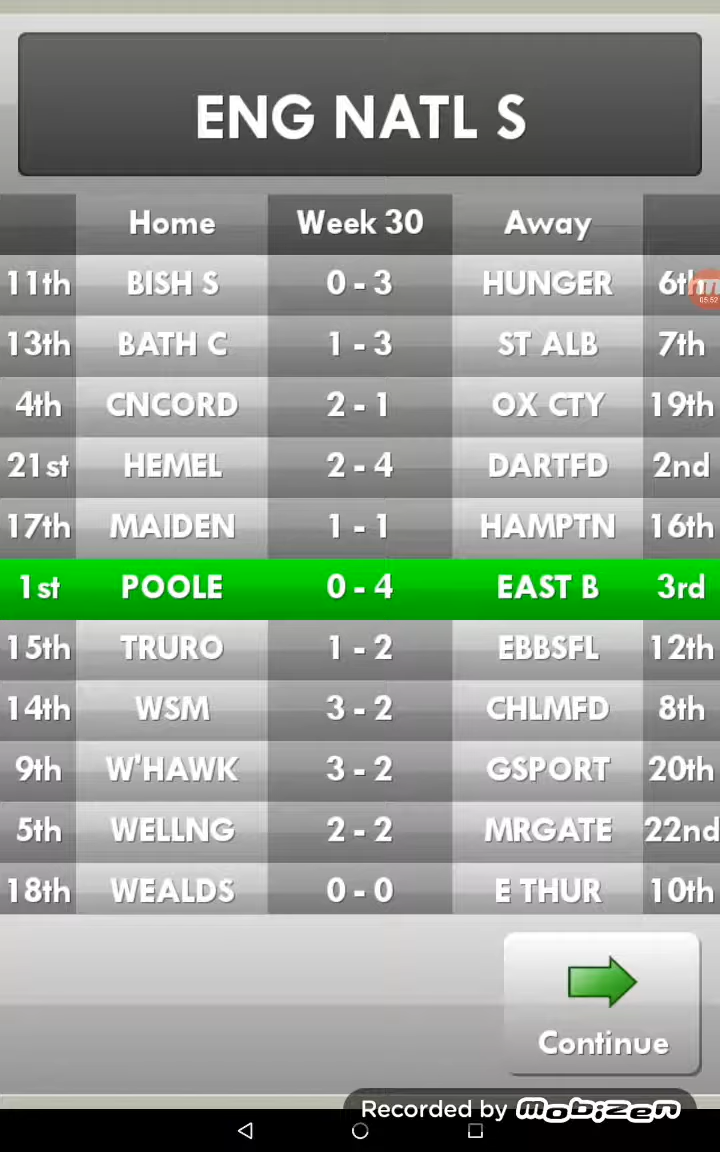 ENG NATL S
Home Week 30 Away
11th BISH S 0 - 3 HUNGER 6th
13th BATH C 1 - 3 ST ALB 7th
4th CNCORD 2 - 1 OX CTY 19th
21st HEMEL 2 - 4 DARTFD 2nd
17th MAIDEN 1 - 1 HAMPTN 16th
1st POOLE 0 - 4 EAST B 3rd
15th TRURO 1 - 2 EBBSFL 12th
14th WSM 3 - 2 CHLMFD 8th
9th W'HAWK 3 - 2 GSPORT 20th
5th WELLNG 2 - 2 MRGATE 22nd
18th WEALDS 0 - 0 E THUR 10th
05:52
Continue
Recorded by Mobizen